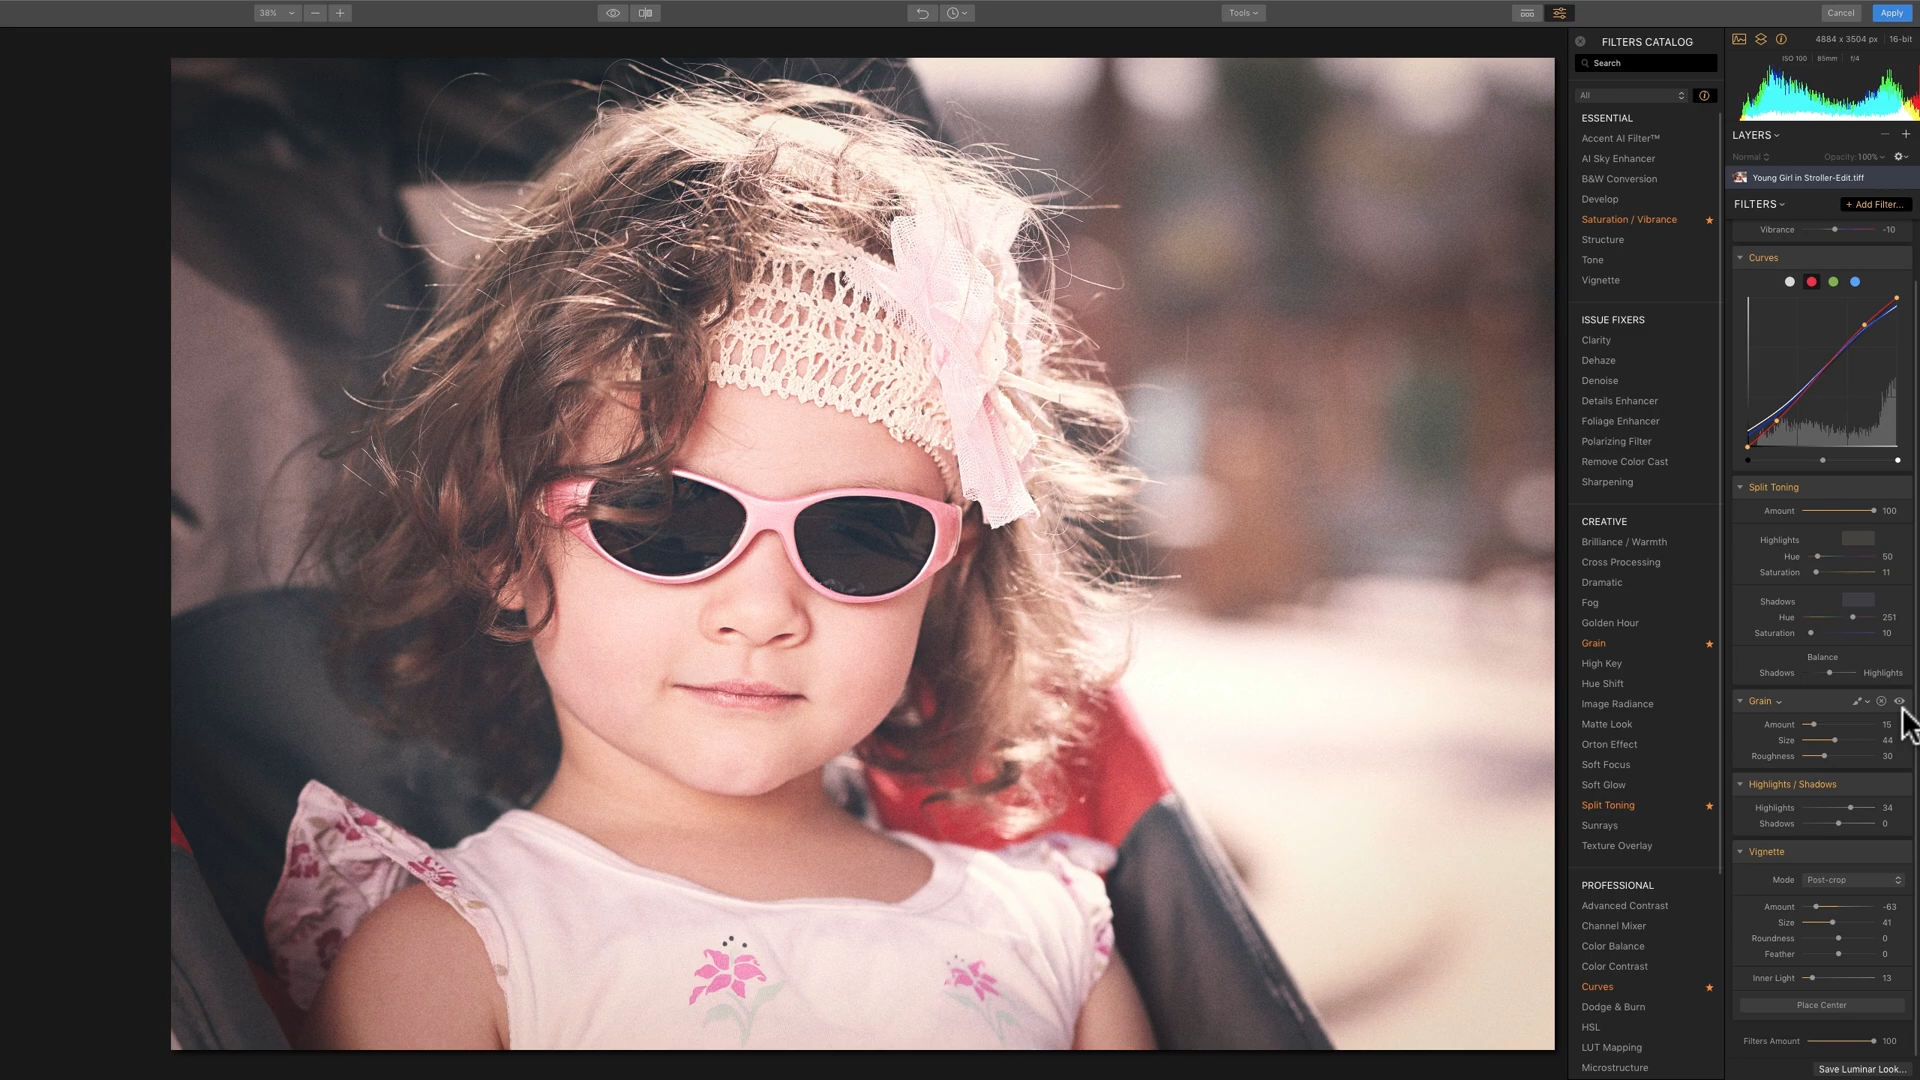 38%
Tools
Cancel
Apply
FILTERS CATALOG
Search
All
ESSENTIAL
Accent AI Filter™
AI Sky Enhancer
B&W Conversion
Develop
Saturation / Vibrance
Structure
Tone
Vignette
ISSUE FIXERS
Clarity
Dehaze
Denoise
Details Enhancer
Foliage Enhancer
Polarizing Filter
Remove Color Cast
Sharpening
CREATIVE
Brilliance / Warmth
Cross Processing
Dramatic
Fog
Golden Hour
Grain
High Key
Hue Shift
Image Radiance
Matte Look
Orton Effect
Soft Focus
Soft Glow
Split Toning
Sunrays
Texture Overlay
PROFESSIONAL
Advanced Contrast
Channel Mixer
Color Balance
Color Contrast
Curves
Dodge & Burn
HSL
LUT Mapping
Microstructure
4884 x 3504 px 16-bit
ISO 100 85mm f/4
LAYERS
Normal Opacity: 100%
Young Girl in Stroller-Edit.tiff
FILTERS + Add Filter...
Vibrance -10
Curves
Split Toning
Amount 100
Highlights
Hue 50
Saturation 11
Shadows
Hue 251
Saturation 10
Balance
Shadows Highlights
Grain
Amount 15
Size 44
Roughness 30
Highlights / Shadows
Highlights 34
Shadows 0
Vignette
Mode Post-crop
Amount -63
Size 41
Roundness 0
Feather 0
Inner Light 13
Place Center
Filters Amount 100
Save Luminar Look...